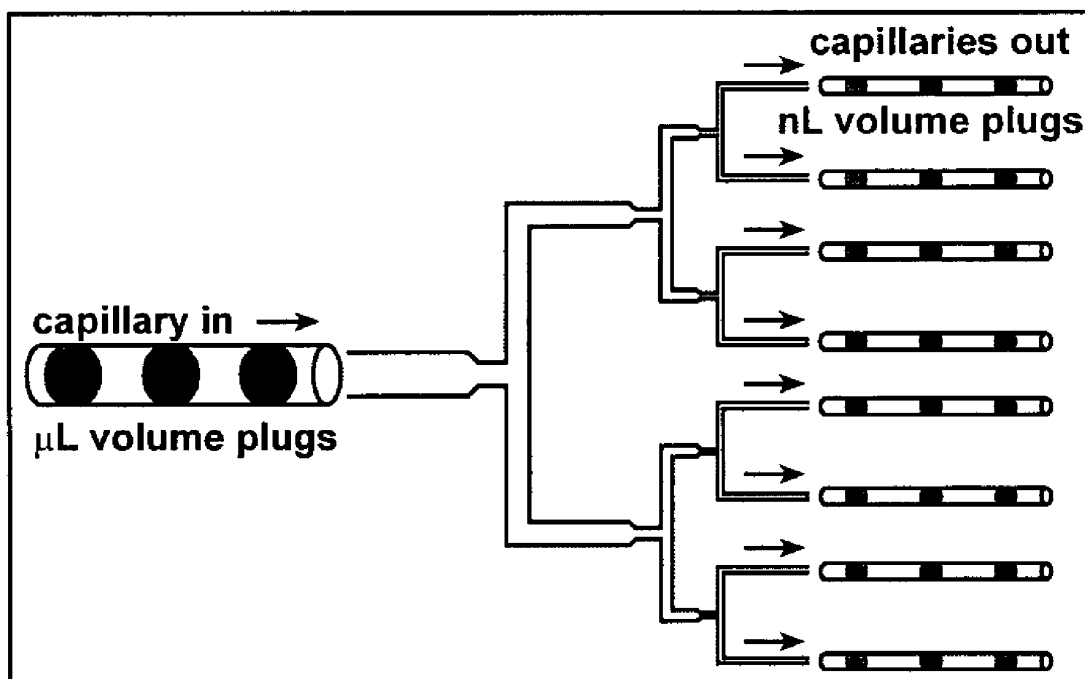 capillaries out
nL volume plugs
capillary in
μL volume plugs